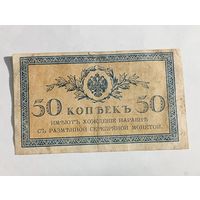 50 КОПѢЕКЪ 50
ИМѢЮТЪ ХОЖДЕНІЕ НАРАВНѢ
СЪ РАЗМѢННОЙ СЕРЕБРЯНОЙ МОНЕТОЙ.